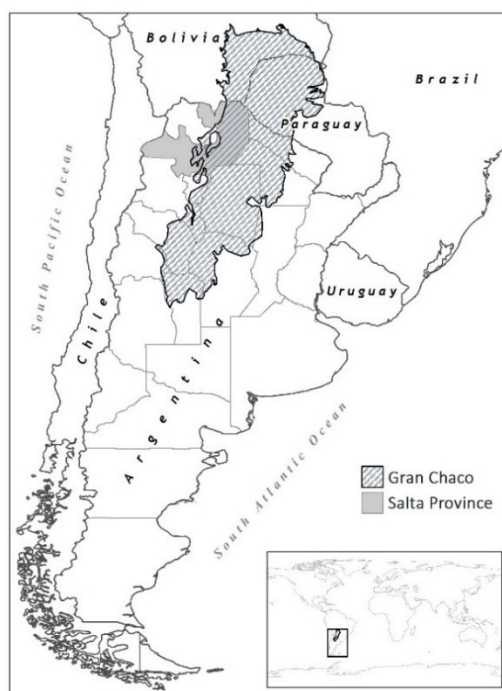 Bolivia
Brazil
Paraguay
South Pacific Ocean
Uruguay
Chile
Argentina
South Atlantic Ocean
Gran Chaco
Salta Province